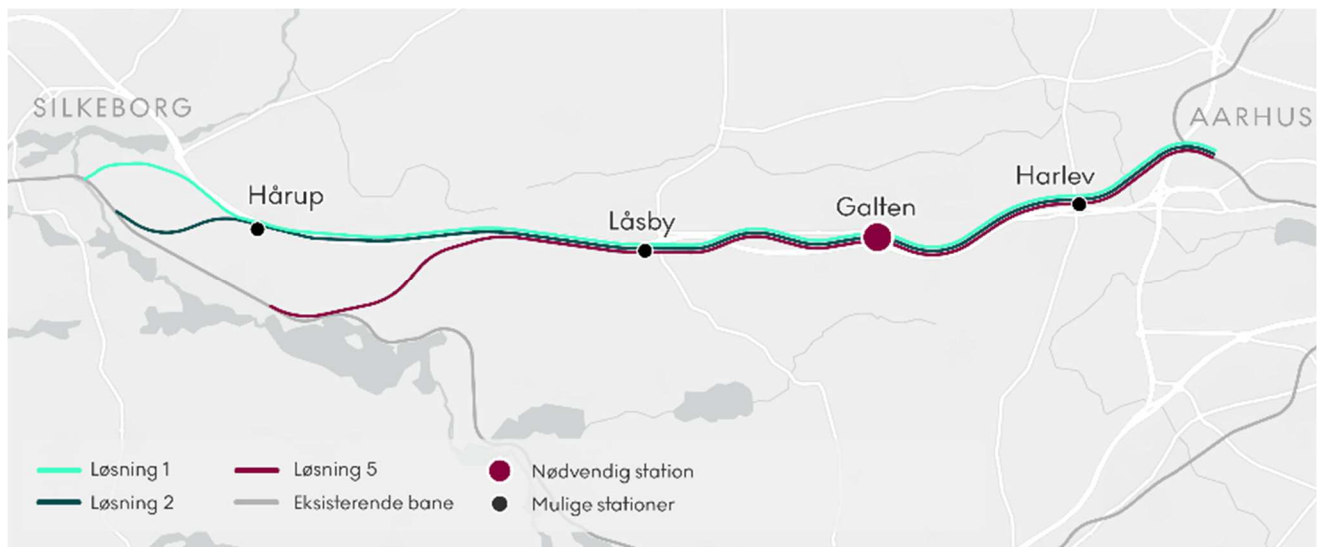 SILKEBORG
AARHUS
Hårup
Låsby
Galten
Harlev
Løsning 1
Løsning 5
Nødvendig station
Løsning 2
Eksisterende bane
Mulige stationer